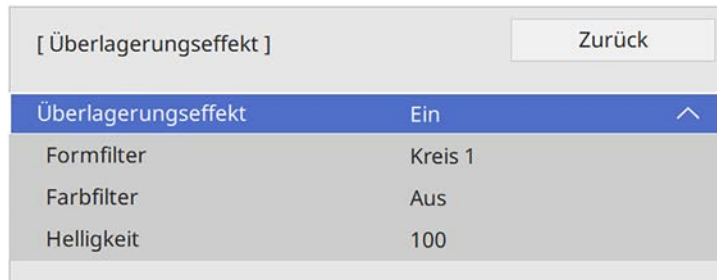 [ Überlagerungseffekt ] Zurück
Überlagerungseffekt Ein
Formfilter Kreis 1
Farbfilter Aus
Helligkeit 100